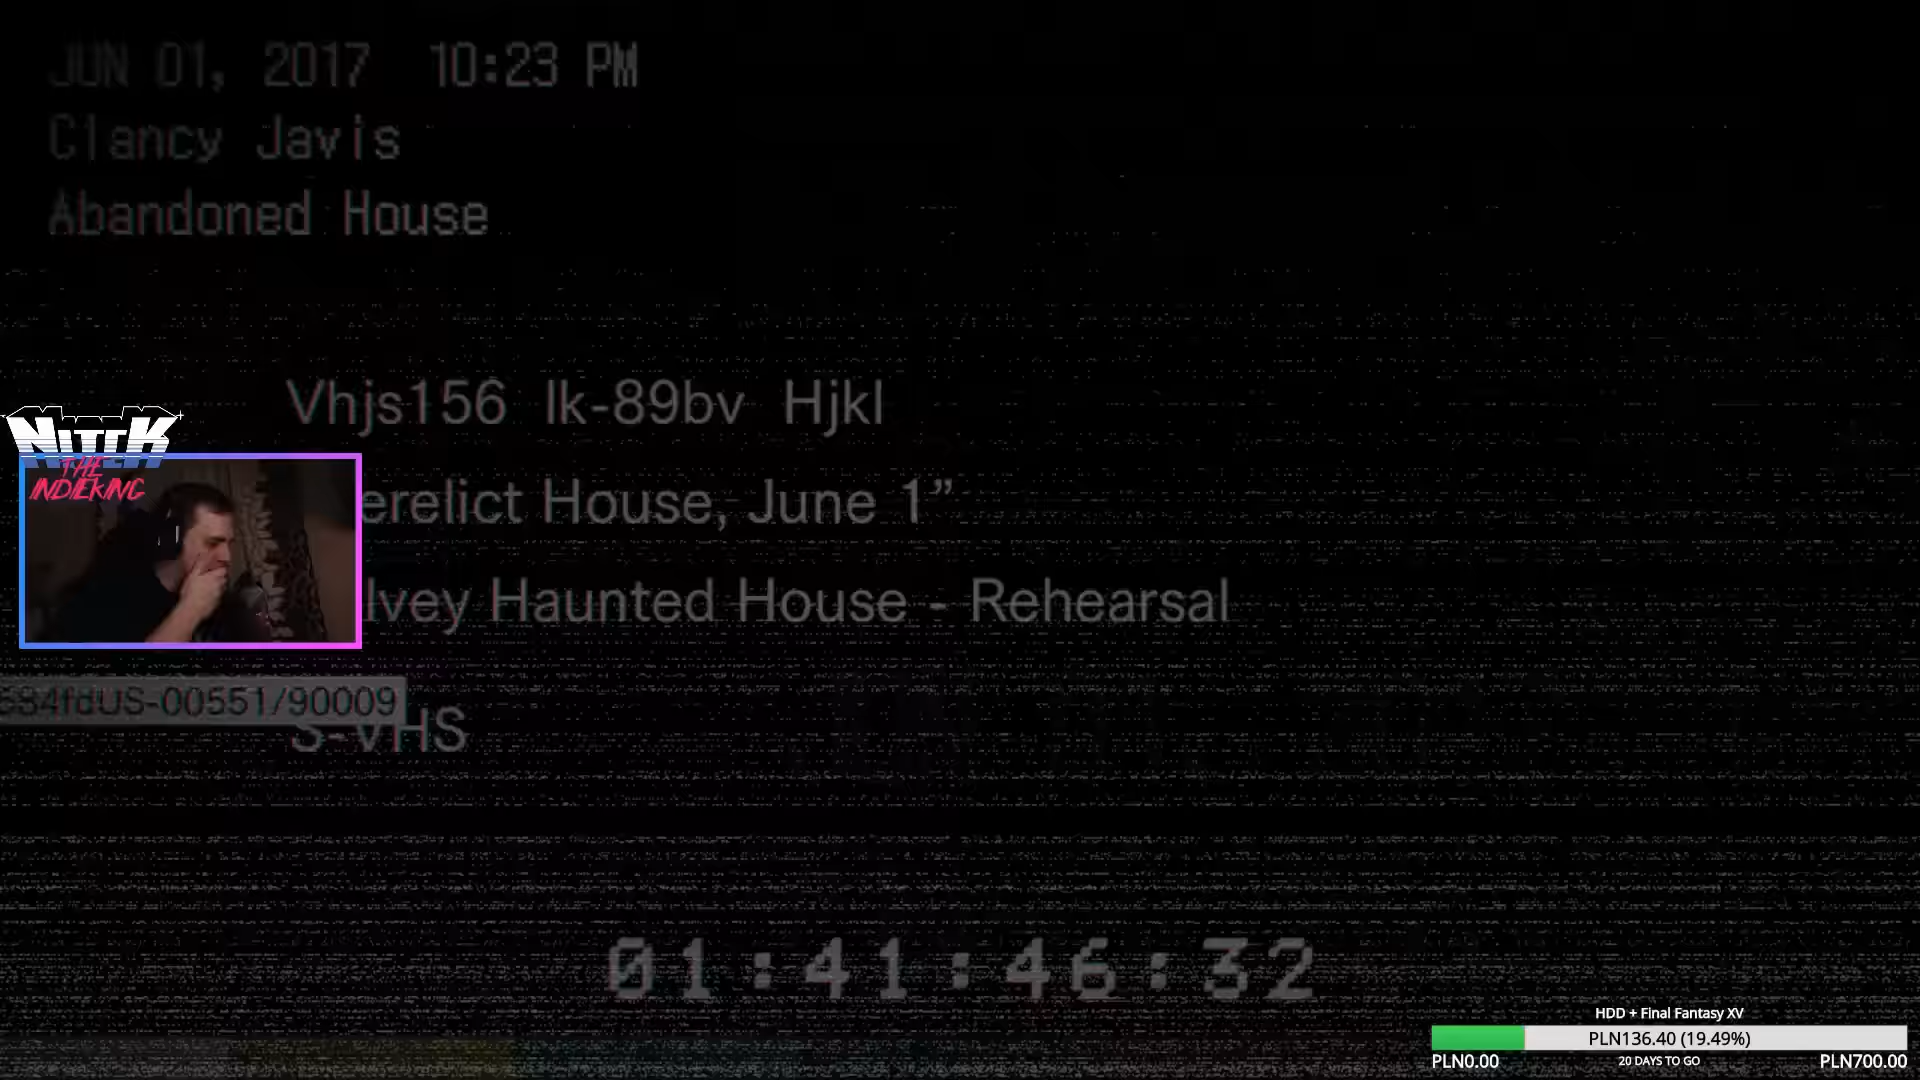 JUN 01, 2017 10:23 PM
Clancy Javis
Abandoned House
Vhjs156 lk-89bv Hjkl
NITEK
THE
INDIEKING
erelict House, June 1”
lvey Haunted House - Rehearsal
684fdUS-00551/90009
S-VHS
01:41:46:32
HDD + Final Fantasy XV
PLN136.40 (19.49%)
PLN0.00
20 DAYS TO GO
PLN700.00